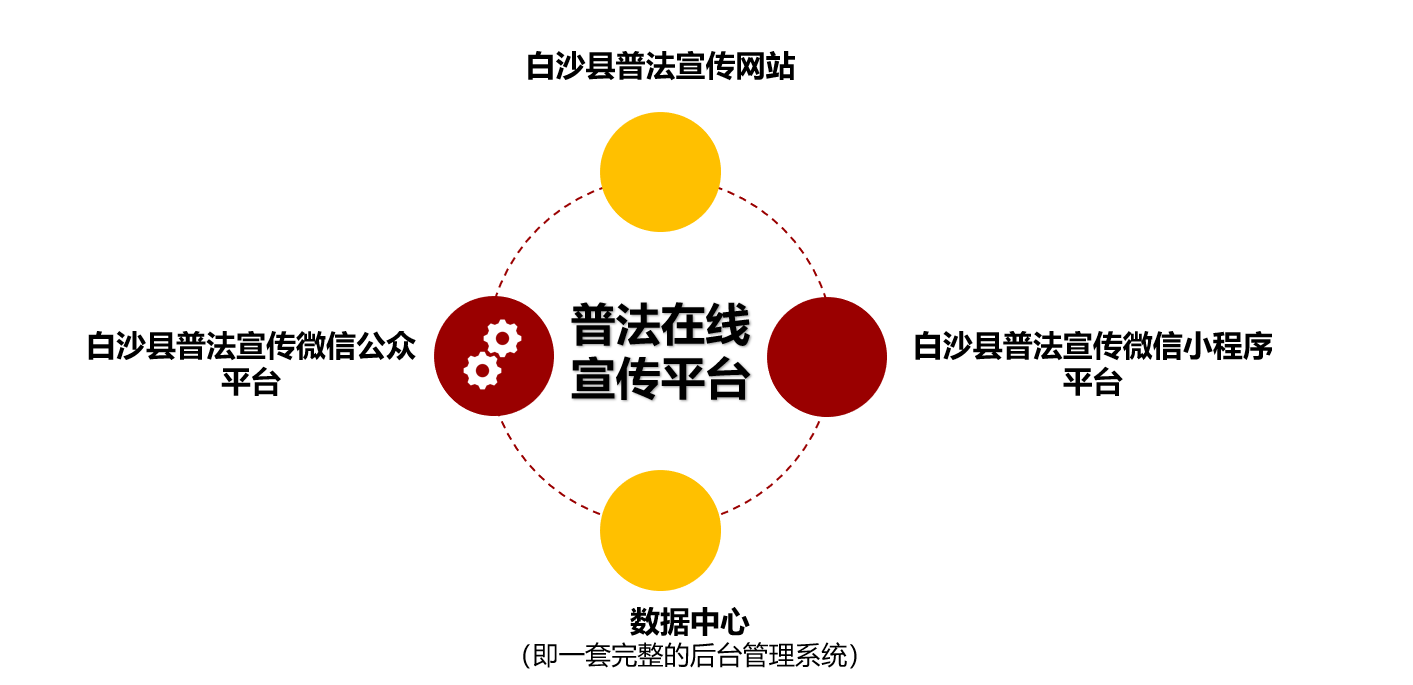 白沙县普法宣传网站
普法在线
宣传平台
白沙县普法宣传微信公众
平台
白沙县普法宣传微信小程序
平台
数据中心
（即一套完整的后台管理系统）